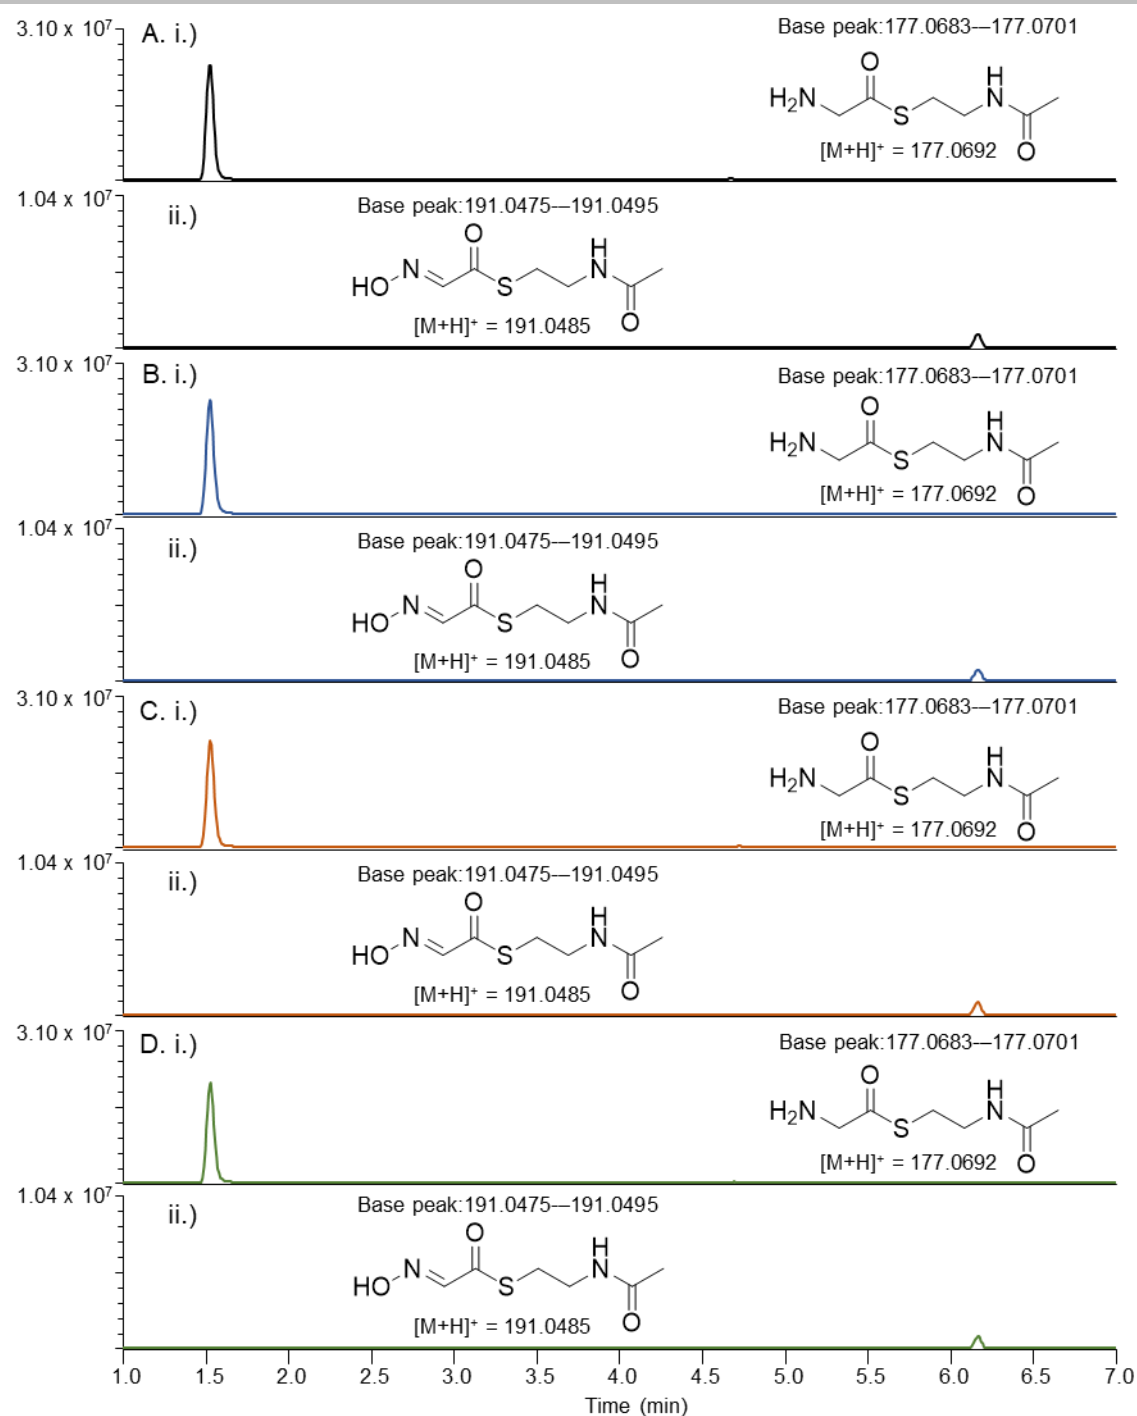 3.10 x 10⁷
A. i.)
Base peak:177.0683-–177.0701
H₂N O S H N O
[M+H]⁺ = 177.0692
1.04 x 10⁷
ii.)
Base peak:191.0475-–191.0495
HO N O S H N O
[M+H]⁺ = 191.0485
3.10 x 10⁷
B. i.)
Base peak:177.0683-–177.0701
H₂N O S H N O
[M+H]⁺ = 177.0692
1.04 x 10⁷
ii.)
Base peak:191.0475-–191.0495
HO N O S H N O
[M+H]⁺ = 191.0485
3.10 x 10⁷
C. i.)
Base peak:177.0683-–177.0701
H₂N O S H N O
[M+H]⁺ = 177.0692
1.04 x 10⁷
ii.)
Base peak:191.0475-–191.0495
HO N O S H N O
[M+H]⁺ = 191.0485
3.10 x 10⁷
D. i.)
Base peak:177.0683-–177.0701
H₂N O S H N O
[M+H]⁺ = 177.0692
1.04 x 10⁷
ii.)
Base peak:191.0475-–191.0495
HO N O S H N O
[M+H]⁺ = 191.0485
1.0 1.5 2.0 2.5 3.0 3.5 4.0 4.5 5.0 5.5 6.0 6.5 7.0
Time (min)